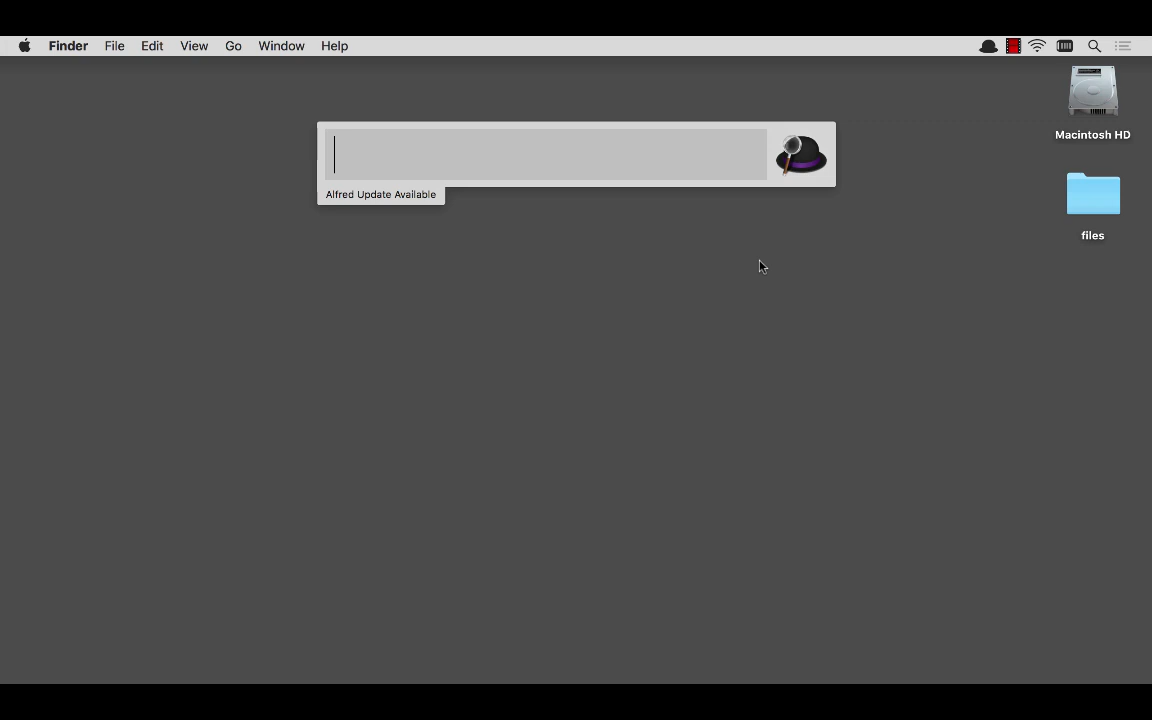 Finder File Edit View Go Window Help
Macintosh HD
Alfred Update Available
files